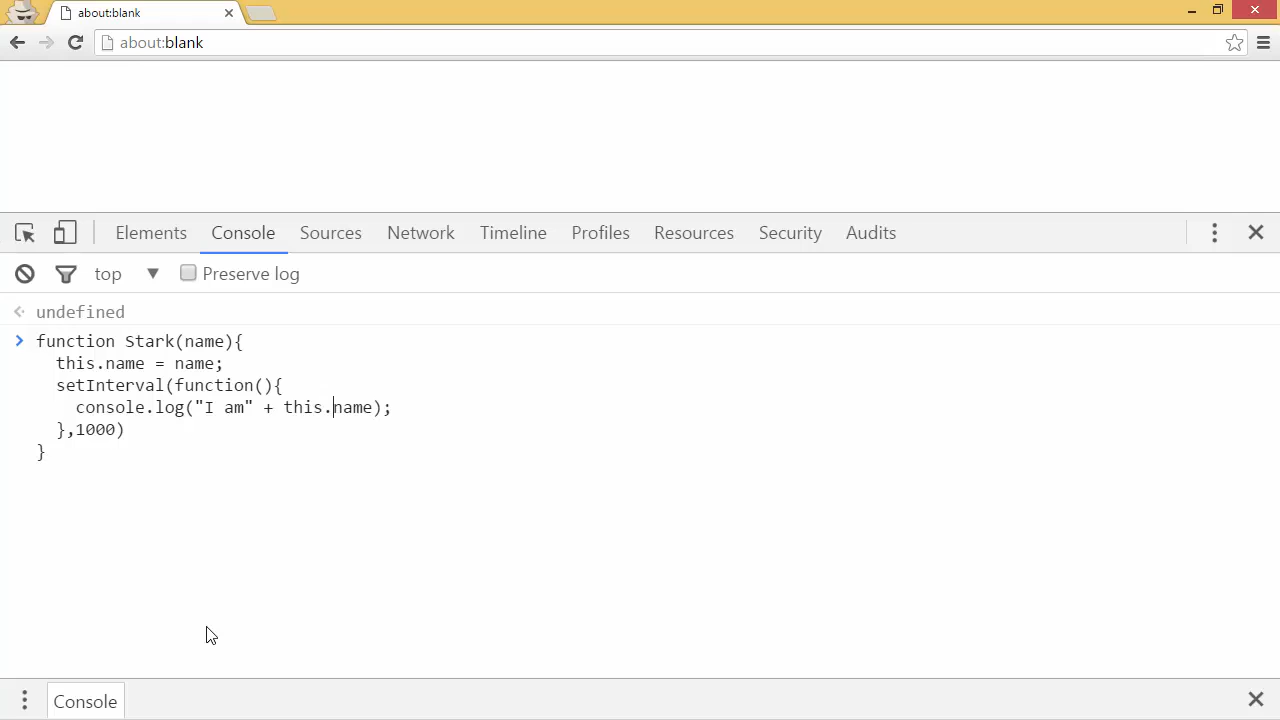 about:blank
about:blank
Elements Console Sources Network Timeline Profiles Resources Security Audits
top Preserve log
undefined
function Stark(name){
this.name = name;
setInterval(function(){
console.log("I am" + this.name);
},1000)
}
Console